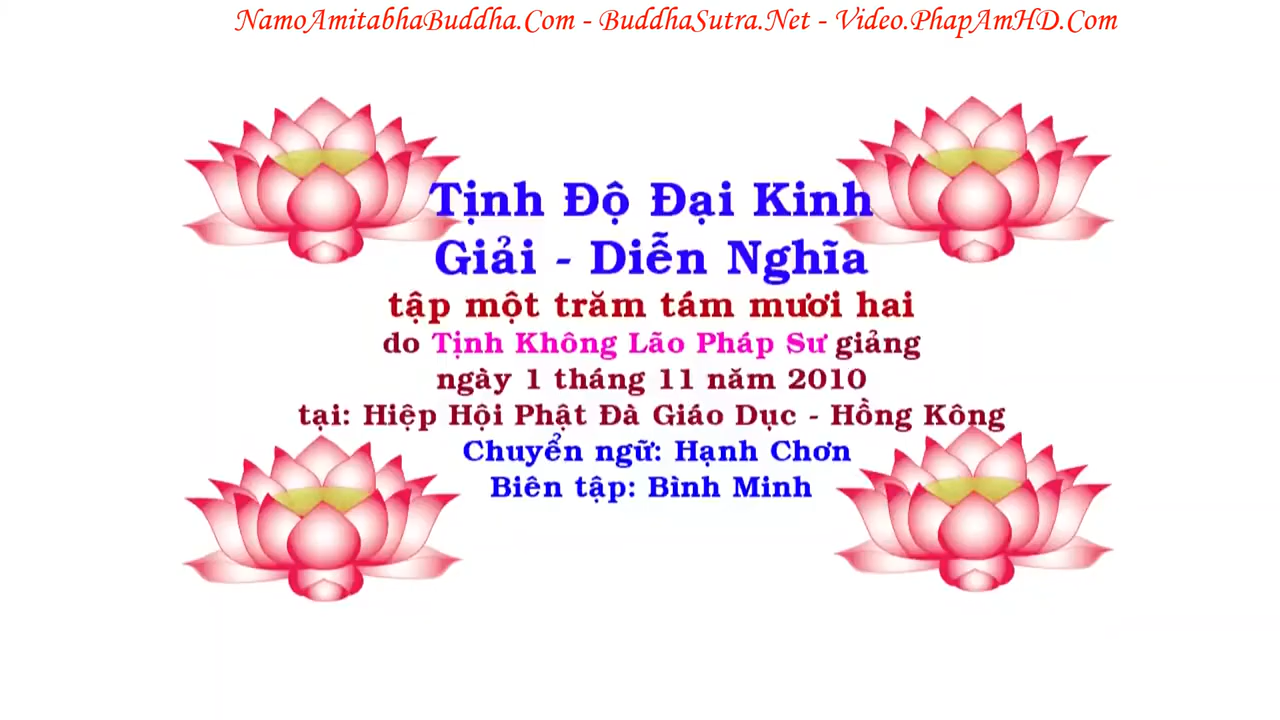 NamoAmitabhaBuddha.Com - BuddhaSutra.Net - Video.PhapAmHD.Com
Tịnh Độ Đại Kinh
Giải - Diễn Nghĩa
tập một trăm tám mươi hai
do Tịnh Không Lão Pháp Sư giảng
ngày 1 tháng 11 năm 2010
tại: Hiệp Hội Phật Đà Giáo Dục - Hồng Kông
Chuyển ngữ: Hạnh Chơn
Biên tập: Bình Minh